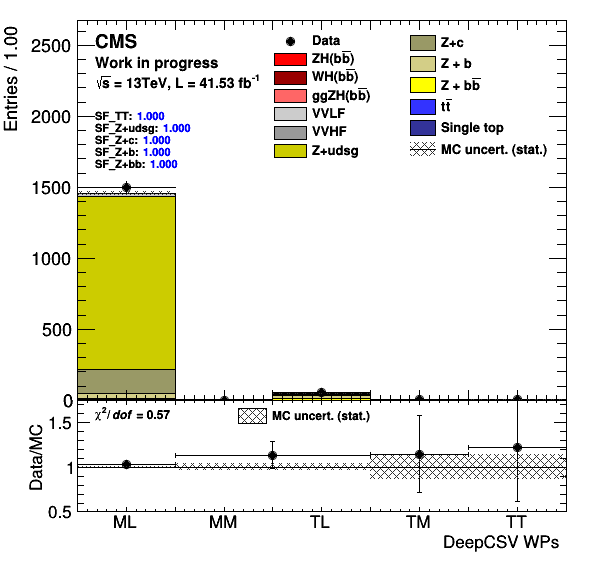 Entries / 1.00
2500
2000
1500
1000
500
0
CMS
Work in progress
√s = 13TeV, L = 41.53 fb⁻¹
SF_TT: 1.000
SF_Z+udsg: 1.000
SF_Z+c: 1.000
SF_Z+b: 1.000
SF_Z+bb: 1.000
Data
ZH(bb̅)
WH(bb̅)
ggZH(bb̅)
VVLF
VVHF
Z+udsg
Z+c
Z + b
Z + bb̅
tt̅
Single top
MC uncert. (stat.)
Data/MC
1.5
1
0.5
χ²/dof = 0.57
MC uncert. (stat.)
ML MM TL TM TT
DeepCSV WPs